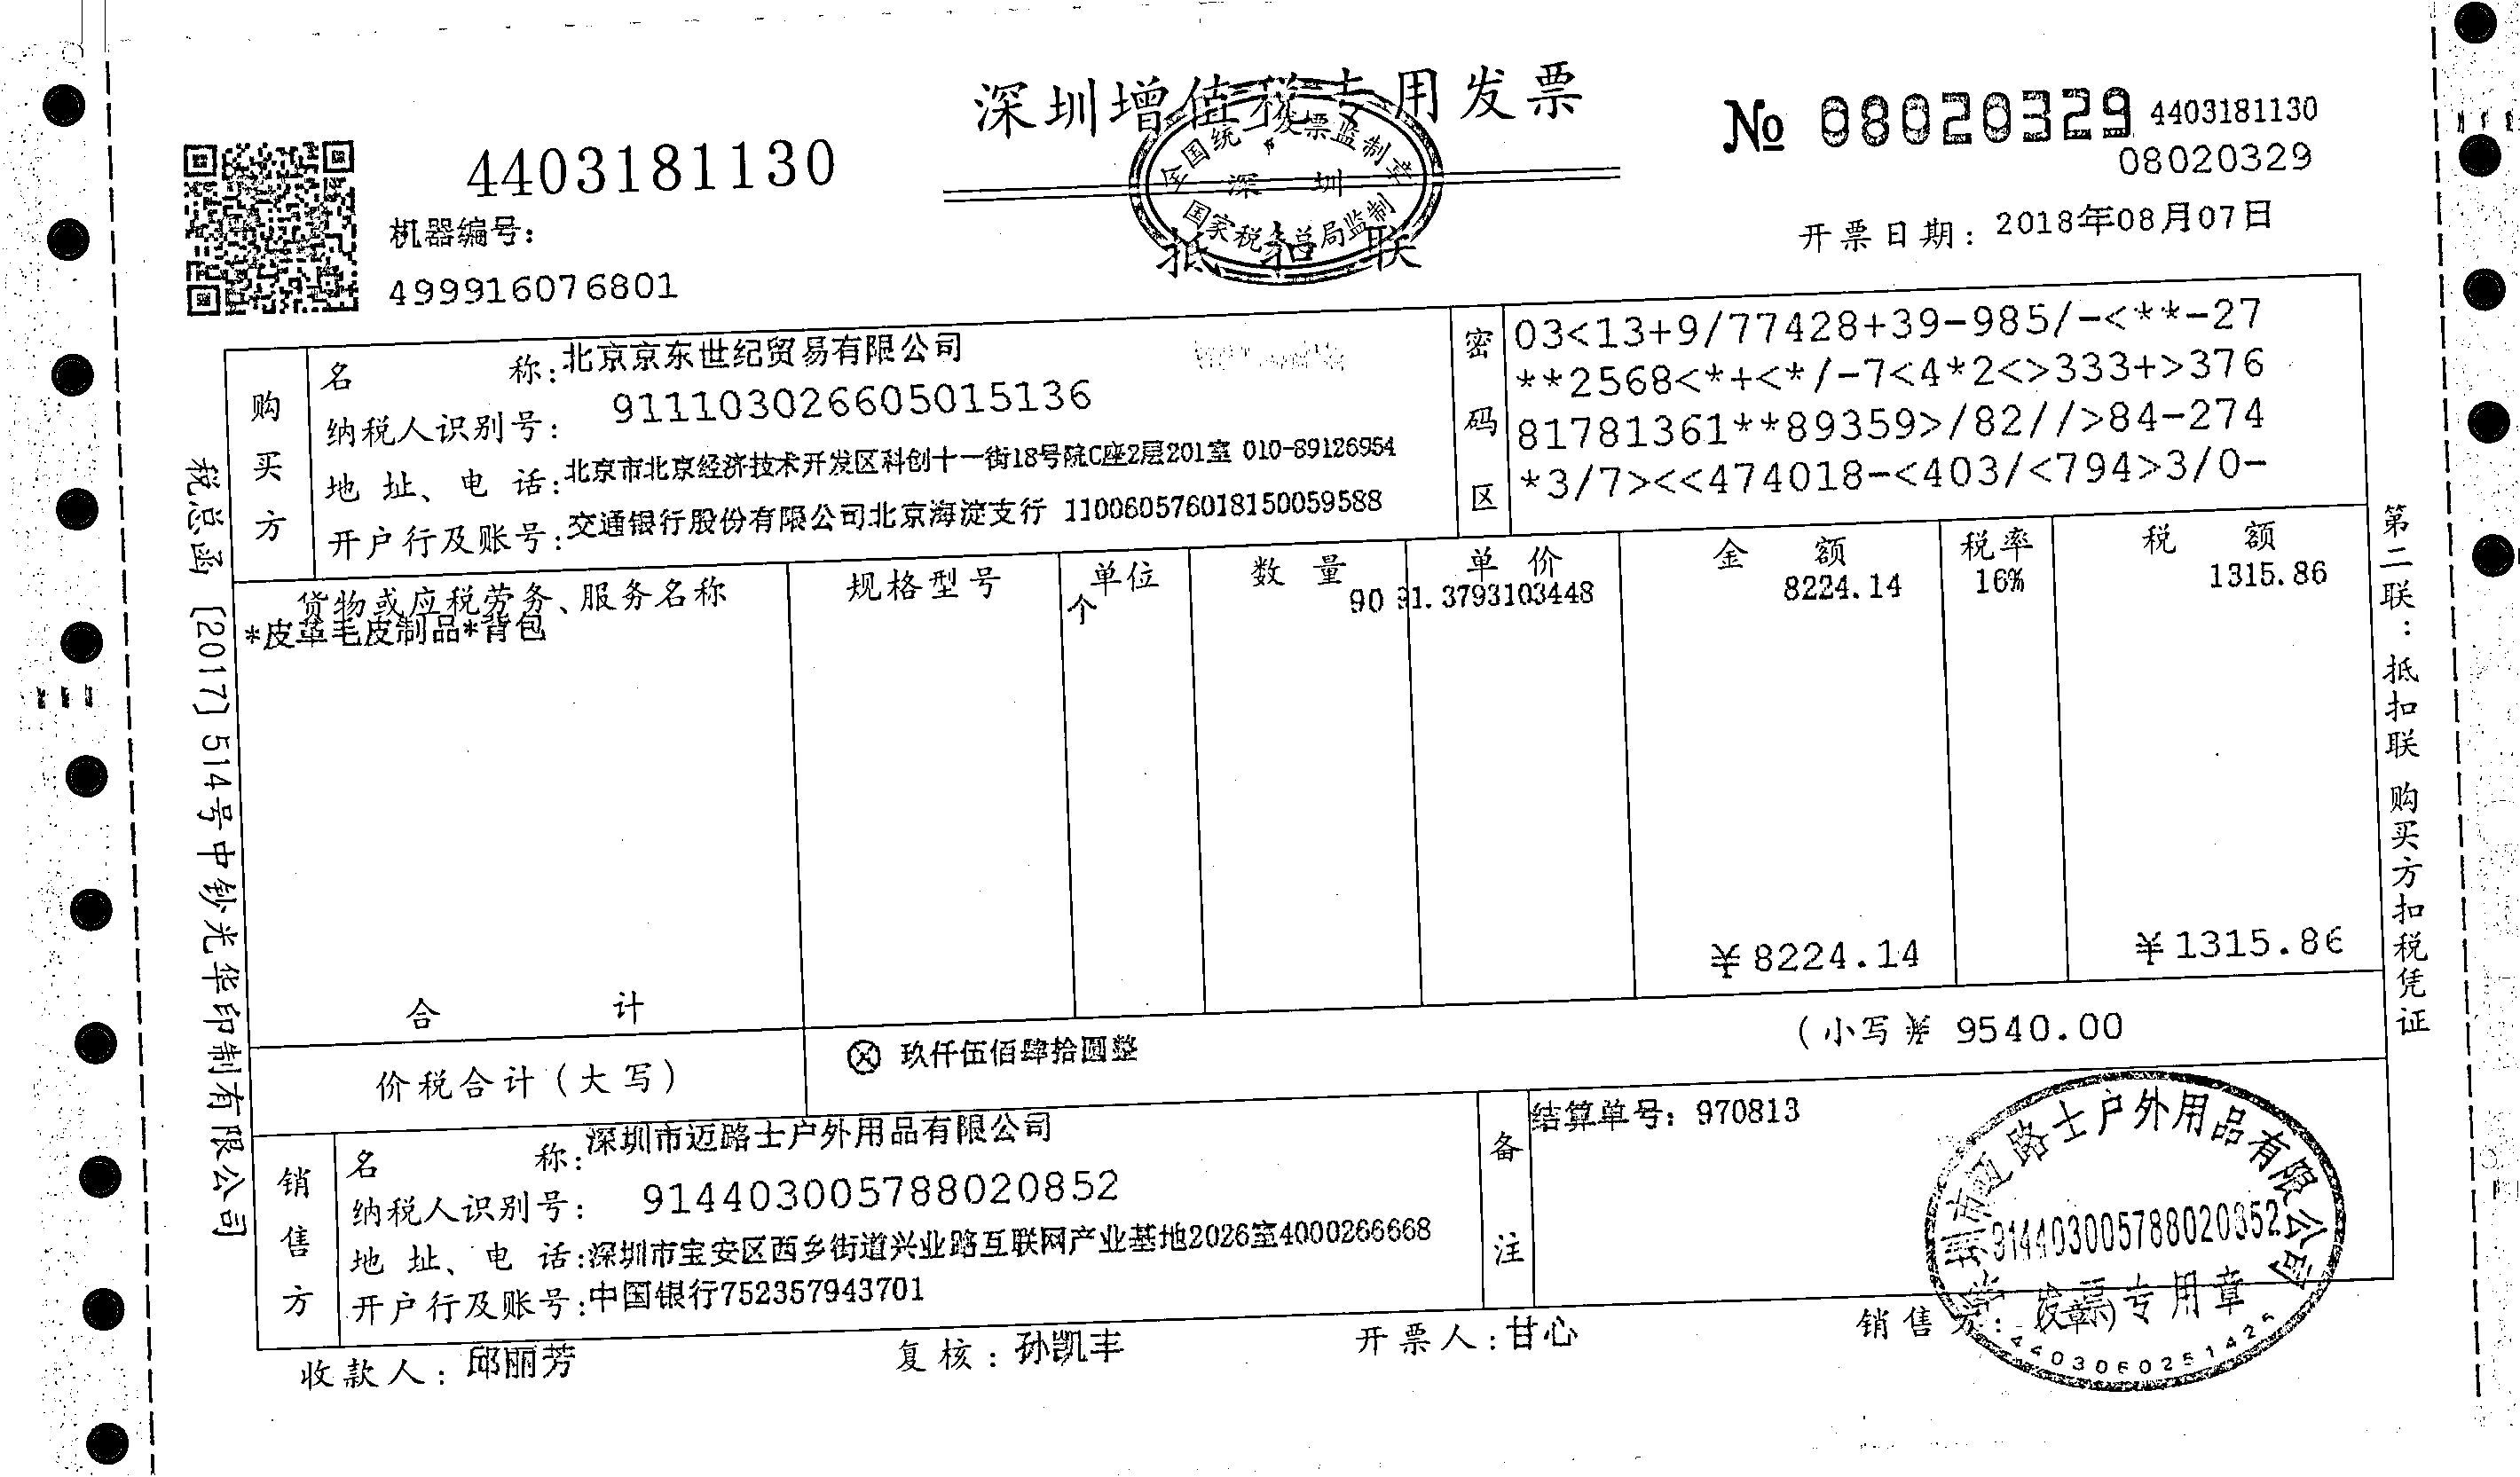 深圳增值税专用发票
全国统一发票监制章
深圳
国家税务总局监制
抵扣联
4403181130
机器编号:
499916076801
№ 08020329 4403181130
08020329
开票日期: 2018年08月07日
购买方
名称:北京京东世纪贸易有限公司
纳税人识别号: 911103026605015136
地址、电话:北京市北京经济技术开发区科创十一街18号院C座2层201室 010-89126954
开户行及账号:交通银行股份有限公司北京海淀支行 110060576018150059588
密码区
03<13+9/77428+39-985/-<**-27
**2568<*+<*/-7<4*2<>333+>376
81781361**89359>/82//>84-274
*3/7><<474018-<403/<794>3/0-
货物或应税劳务、服务名称 规格型号 单位 数量 单价 金额 税率 税额
*皮革毛皮制品*背包 个 90 91.3793103448 8224.14 16% 1315.86
合计 ¥8224.14 ¥1315.86
价税合计(大写) ⊗ 玖仟伍佰肆拾圆整 (小写¥ 9540.00
销售方
名称:深圳市迈路士户外用品有限公司
纳税人识别号: 914403005788020852
地址、电话:深圳市宝安区西乡街道兴业路互联网产业基地2026室4000266668
开户行及账号:中国银行752357943701
备注
结算单号: 970813
收款人: 邱丽芳 复核: 孙凯丰 开票人: 甘心 销售方:(章)
深圳市迈路士户外用品有限公司
914403005788020852
发票专用章
税总函[2017]514号中钞光华印制有限公司
第二联:抵扣联 购买方扣税凭证